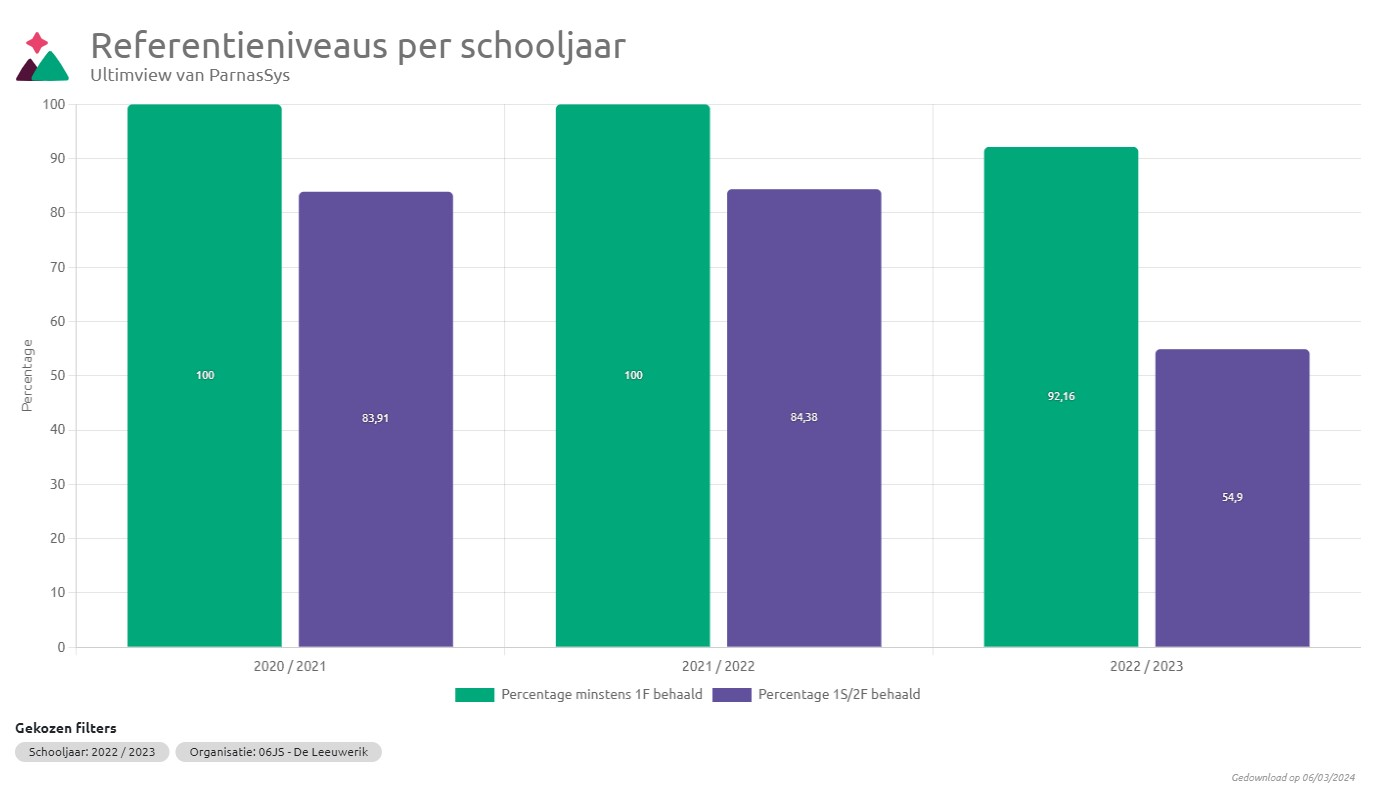 Referentieniveaus per schooljaar
Ultimview van ParnasSys
Percentage
100
90
80
70
60
50
40
30
20
10
0
100
83,91
100
84,38
92,16
54,9
2020 / 2021
2021 / 2022
2022 / 2023
Percentage minstens 1F behaald
Percentage 1S/2F behaald
Gekozen filters
Schooljaar: 2022 / 2023
Organisatie: 06JS - De Leeuwerik
Gedownload op 06/03/2024